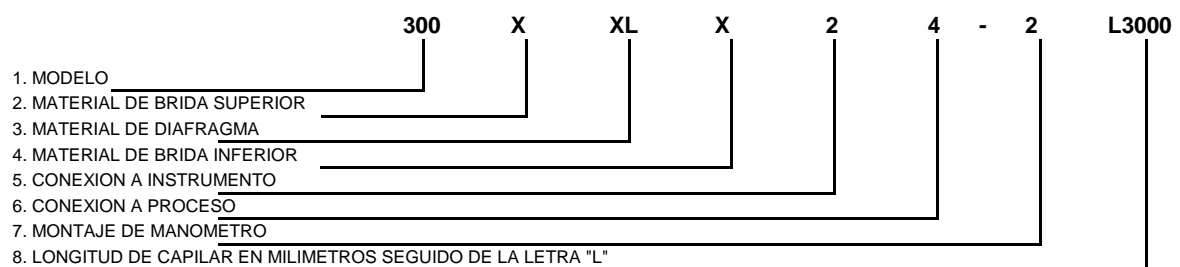 300 X XL X 2 4 - 2 L3000
1. MODELO
2. MATERIAL DE BRIDA SUPERIOR
3. MATERIAL DE DIAFRAGMA
4. MATERIAL DE BRIDA INFERIOR
5. CONEXION A INSTRUMENTO
6. CONEXION A PROCESO
7. MONTAJE DE MANOMETRO
8. LONGITUD DE CAPILAR EN MILIMETROS SEGUIDO DE LA LETRA "L"